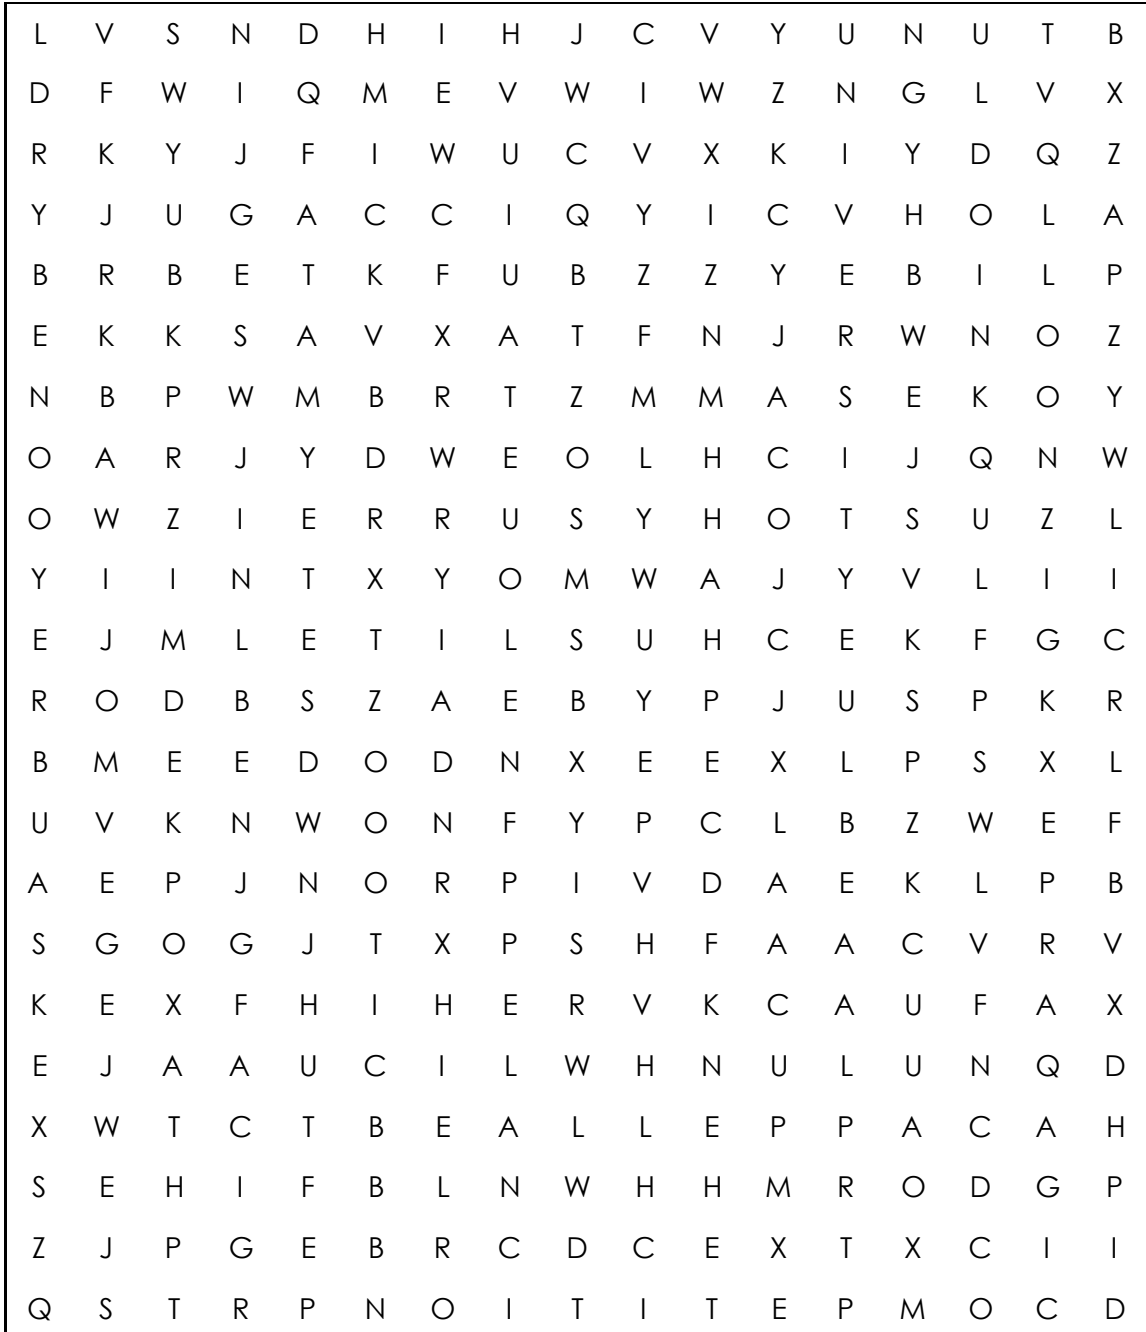 L V S N D H I H J C V Y U N U T B
D F W I Q M E V W I W Z N G L V X
R K Y J F I W U C V X K I Y D Q Z
Y J U G A C C I Q Y I C V H O L A
B R B E T K F U B Z Z Y E B I L P
E K K S A V X A T F N J R W N O Z
N B P W M B R T Z M M A S E K O Y
O A R J Y D W E O L H C I J Q N W
O W Z I E R R U S Y H O T S U Z L
Y I I N T X Y O M W A J Y V L I I
E J M L E T I L S U H C E K F G C
R O D B S Z A E B Y P J U S P K R
B M E E D O D N X E E X L P S X L
U V K N W O N F Y P C L B Z W E F
A E P J N O R P I V D A E K L P B
S G O G J T X P S H F A A C V R V
K E X F H I H E R V K C A U F A X
E J A A U C I L W H N U L U N Q D
X W T C T B E A L L E P P A C A H
S E H I F B L N W H H M R O D G P
Z J P G E B R C D C E X T X C I I
Q S T R P N O I T I T E P M O C D